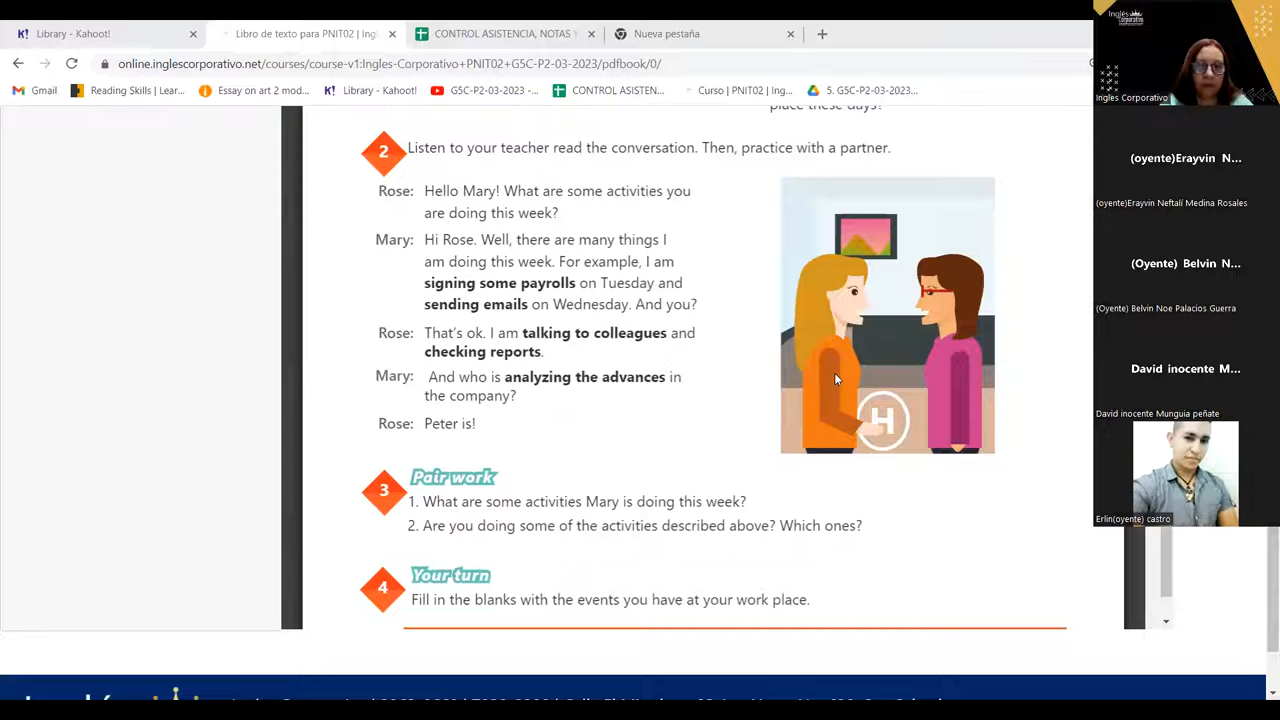 Library - Kahoot!
Libro de texto para PNIT02 | Ingl
CONTROL ASISTENCIA, NOTAS Y
Nueva pestaña
online.inglescorporativo.net/courses/course-v1:Ingles-Corporativo+PNIT02+G5C-P2-03-2023/pdfbook/0/
Gmail
Reading Skills | Lear...
Essay on art 2 mod...
Library - Kahoot!
G5C-P2-03-2023 -...
CONTROL ASISTEN...
Curso | PNIT02 | Ing...
5. G5C-P2-03-2023...
place these days?
2 Listen to your teacher read the conversation. Then, practice with a partner.
Rose: Hello Mary! What are some activities you
are doing this week?
Mary: Hi Rose. Well, there are many things I
am doing this week. For example, I am
signing some payrolls on Tuesday and
sending emails on Wednesday. And you?
Rose: That's ok. I am talking to colleagues and
checking reports.
Mary: And who is analyzing the advances in
the company?
Rose: Peter is!
H
3 Pair work
1. What are some activities Mary is doing this week?
2. Are you doing some of the activities described above? Which ones?
4 Your turn
Fill in the blanks with the events you have at your work place.
Inglés
Corporativo
Ingles Corporativo
(oyente)Erayvin N...
(oyente)Erayvin Neftalí Medina Rosales
(Oyente) Belvin N...
(Oyente) Belvin Noe Palacios Guerra
David inocente M...
David inocente Munguia peñate
Erlin(oyente) castro